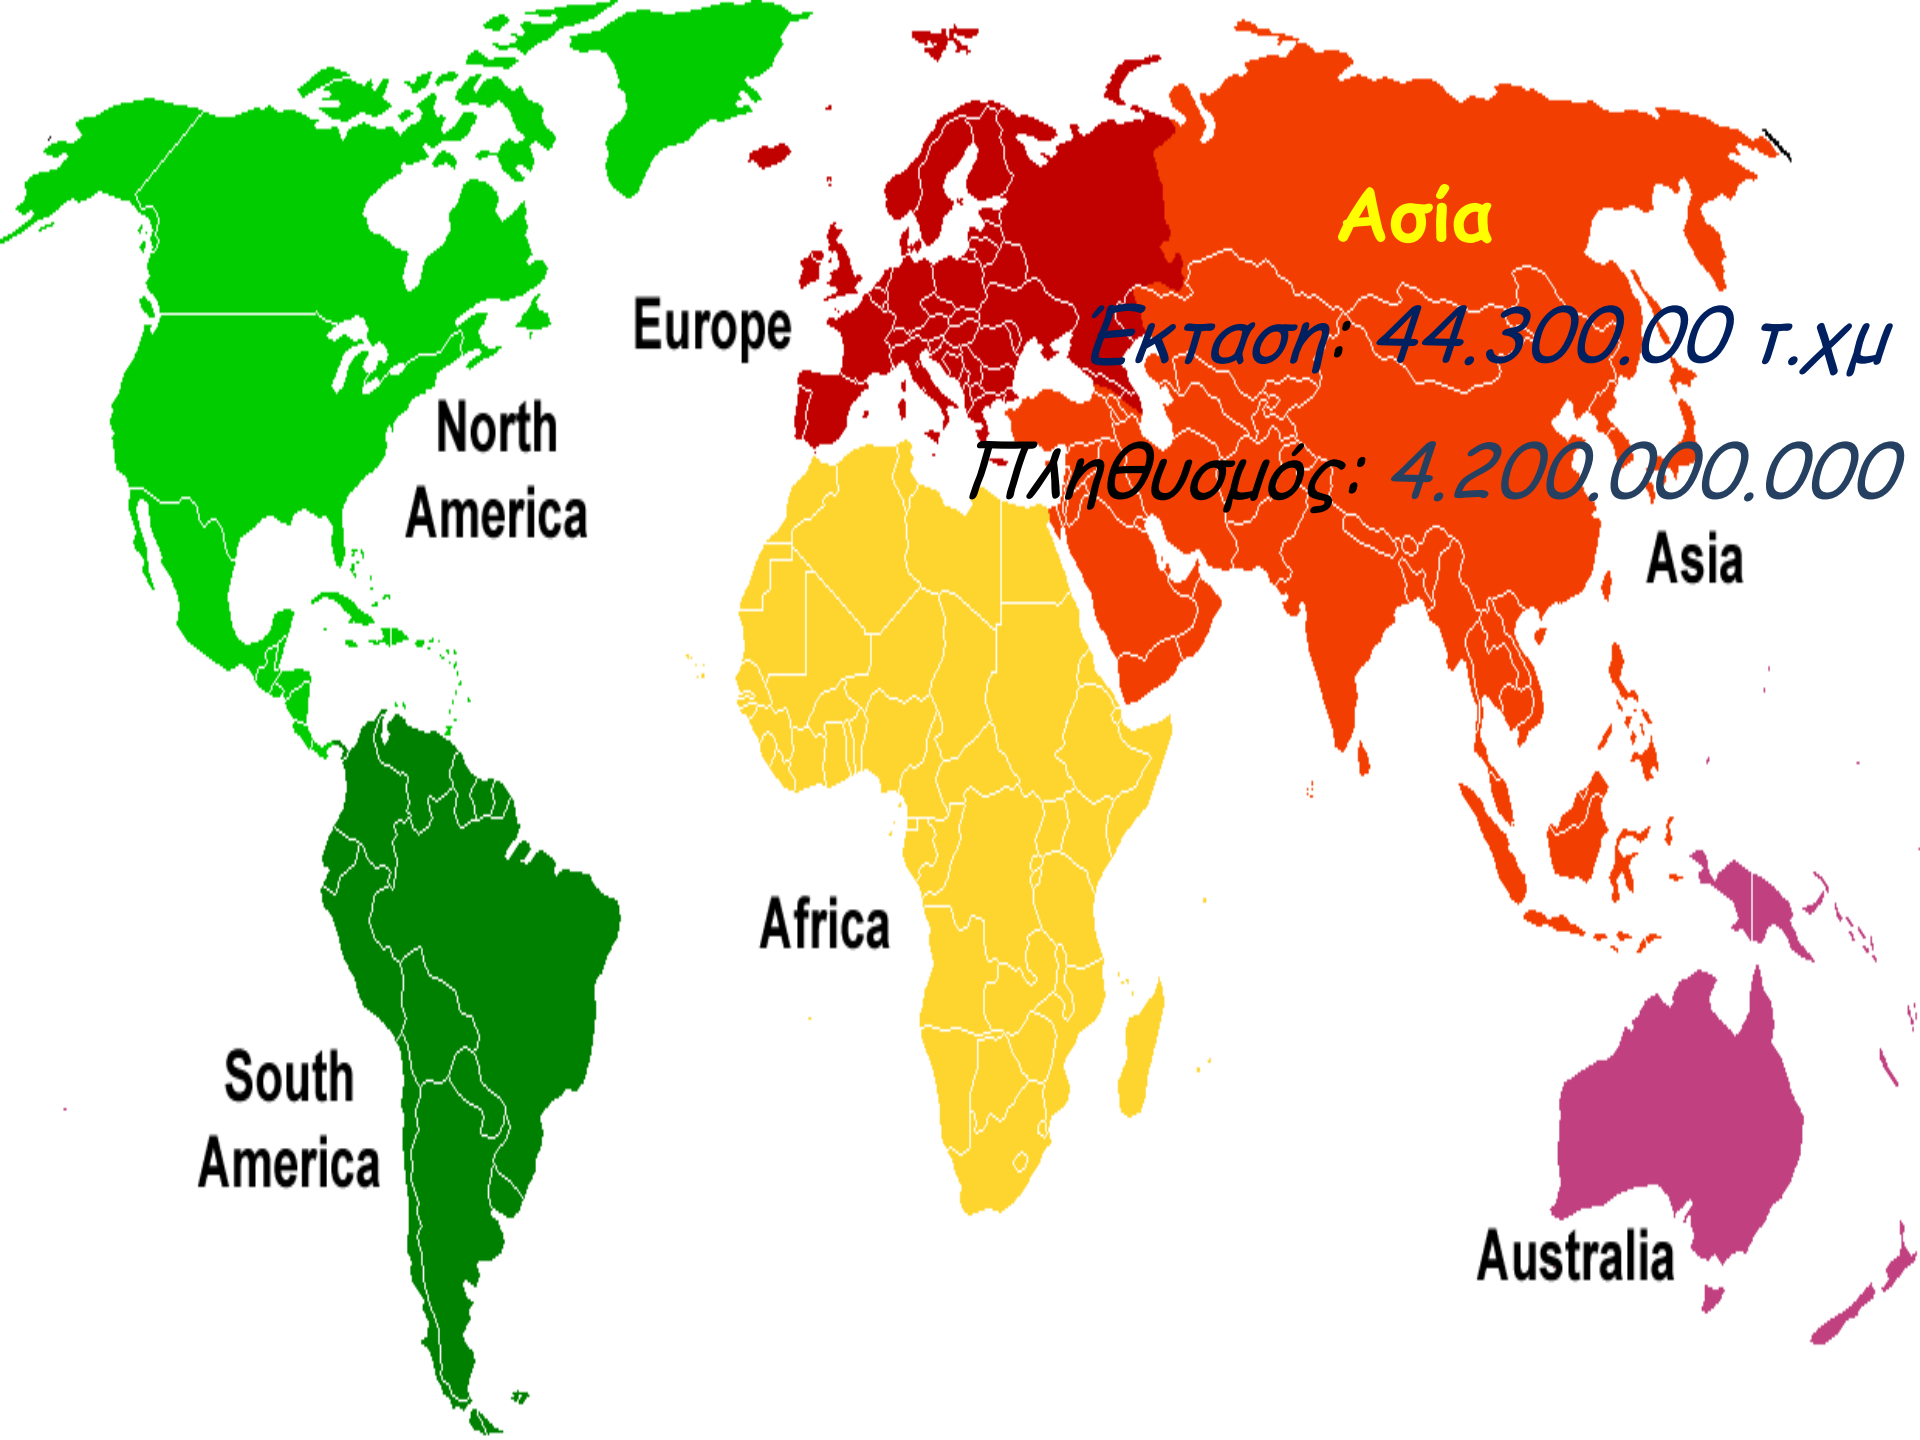 Ασία
Europe
Έκταση: 44.300.00 τ.χμ
North
America
Πληθυσμός: 4.200.000.000
Asia
Africa
South
America
Australia